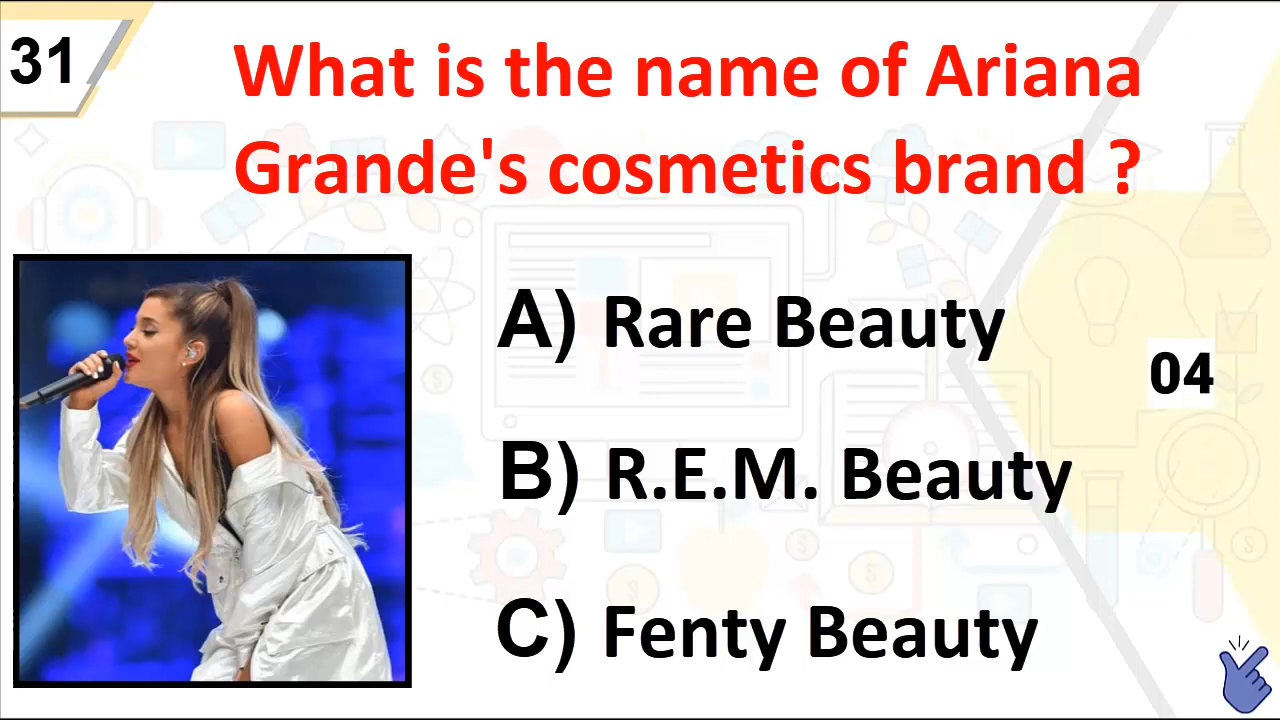 31
What is the name of Ariana
Grande's cosmetics brand ?
A) Rare Beauty
04
B) R.E.M. Beauty
C) Fenty Beauty